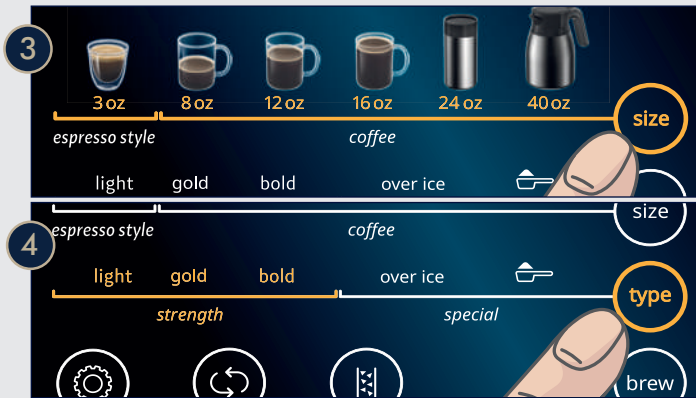 3
3 oz 8 oz 12 oz 16 oz 24 oz 40 oz
size
espresso style coffee
light gold bold over ice
4
size
espresso style coffee
light gold bold over ice
type
strength special
brew